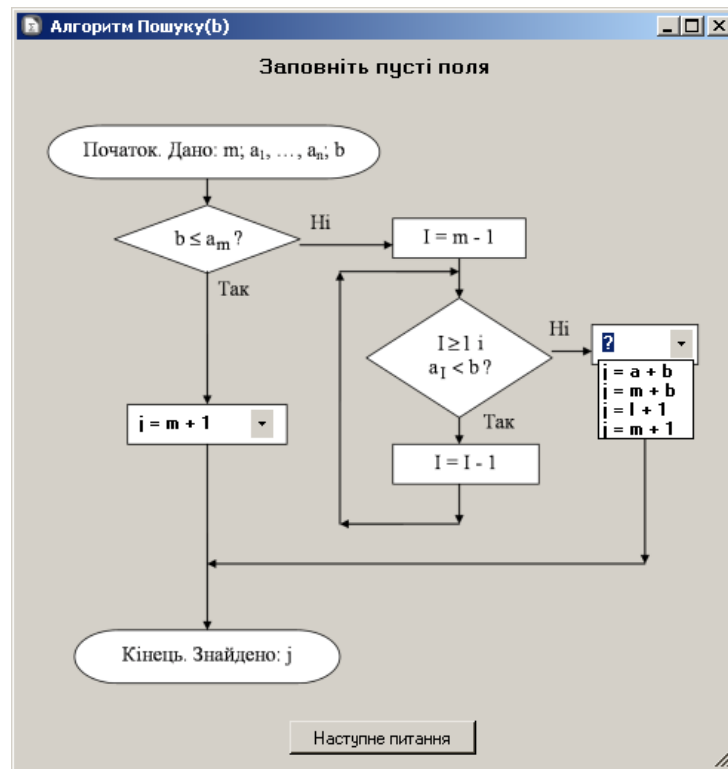 Алгоритм Пошуку(b)
Заповніть пусті поля
Початок. Дано: m; a₁, …, aₙ; b
b ≤ aₘ ?
Ні
I = m - 1
Так
I ≥ 1 і
a_I < b ?
Ні
?
j = a + b
j = m + b
j = I + 1
j = m + 1
j = m + 1
Так
I = I - 1
Кінець. Знайдено: j
Наступне питання